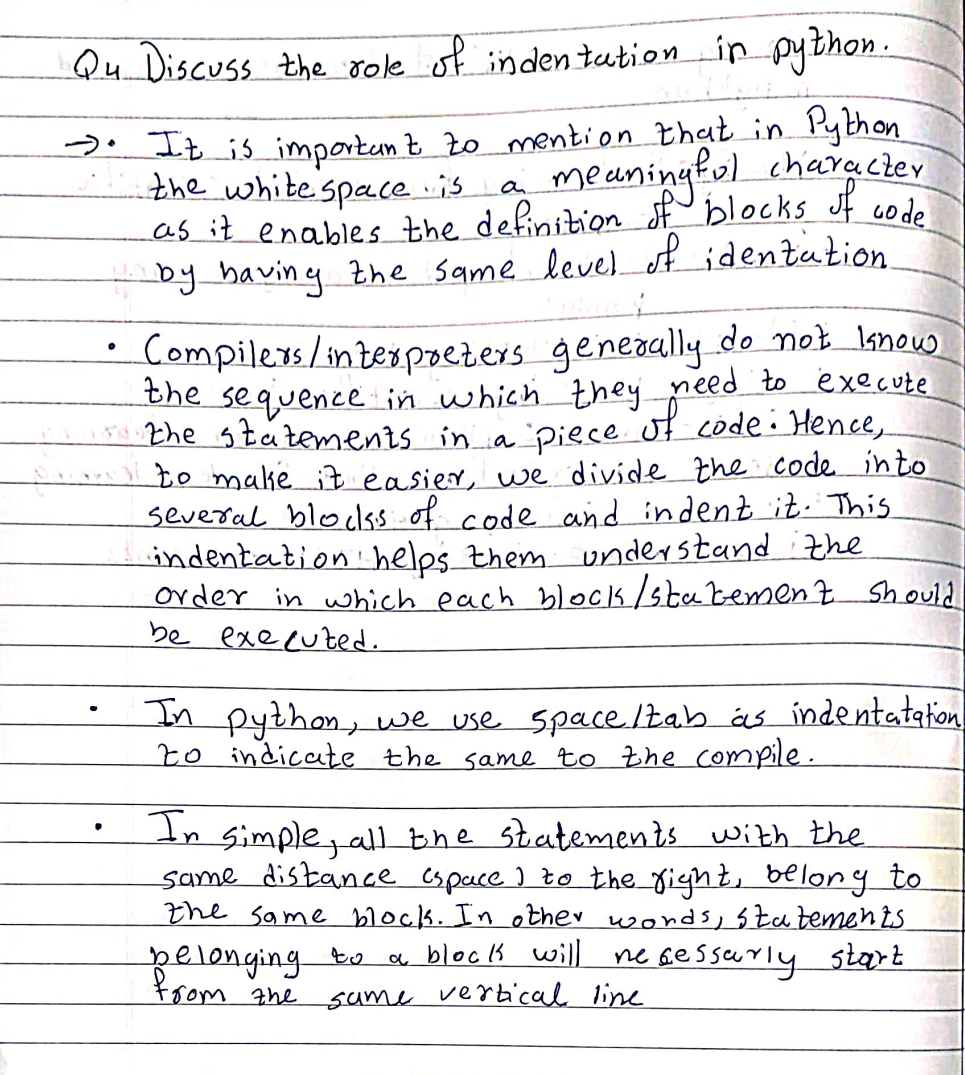 Q4 Discuss the role of indentation in python.
→• It is important to mention that in Python
the whitespace is a meaningful character
as it enables the definition of blocks of code
by having the same level of identation
• Compilers/interpreters generally do not know
the sequence in which they need to execute
the statements in a piece of code. Hence,
to make it easier, we divide the code into
several blocks of code and indent it. This
indentation helps them understand the
order in which each block/statement should
be executed.
• In python, we use space/tab as indentatation
to indicate the same to the compile.
• In simple, all the statements with the
same distance (space) to the right, belong to
the same block. In other words, statements
belonging to a block will necessarly start
from the same vertical line